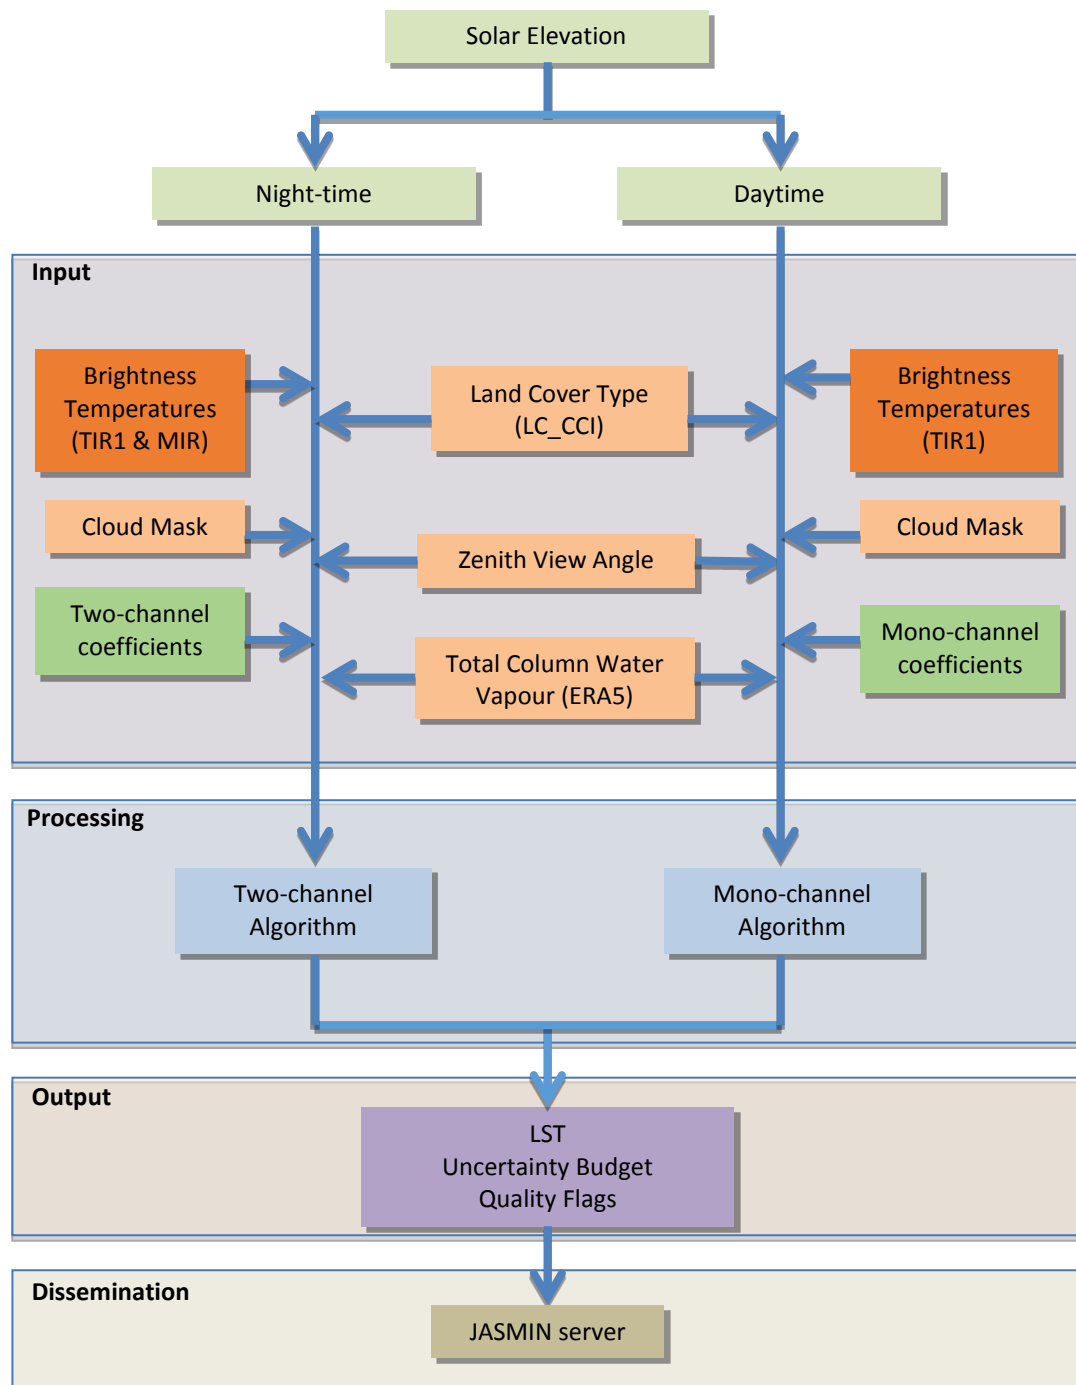 Solar Elevation
Night-time
Daytime
Input
Brightness
Temperatures
(TIR1 & MIR)
Land Cover Type
(LC_CCI)
Brightness
Temperatures
(TIR1)
Cloud Mask
Zenith View Angle
Cloud Mask
Two-channel
coefficients
Total Column Water
Vapour (ERA5)
Mono-channel
coefficients
Processing
Two-channel
Algorithm
Mono-channel
Algorithm
Output
LST
Uncertainty Budget
Quality Flags
Dissemination
JASMIN server